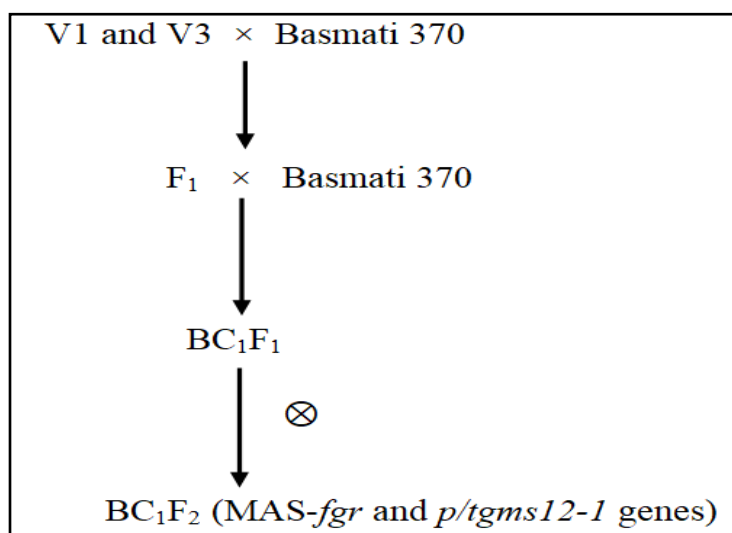 V1 and V3 × Basmati 370
F₁ × Basmati 370
BC₁F₁
⊗
BC₁F₂ (MAS-fgr and p/tgms12-1 genes)